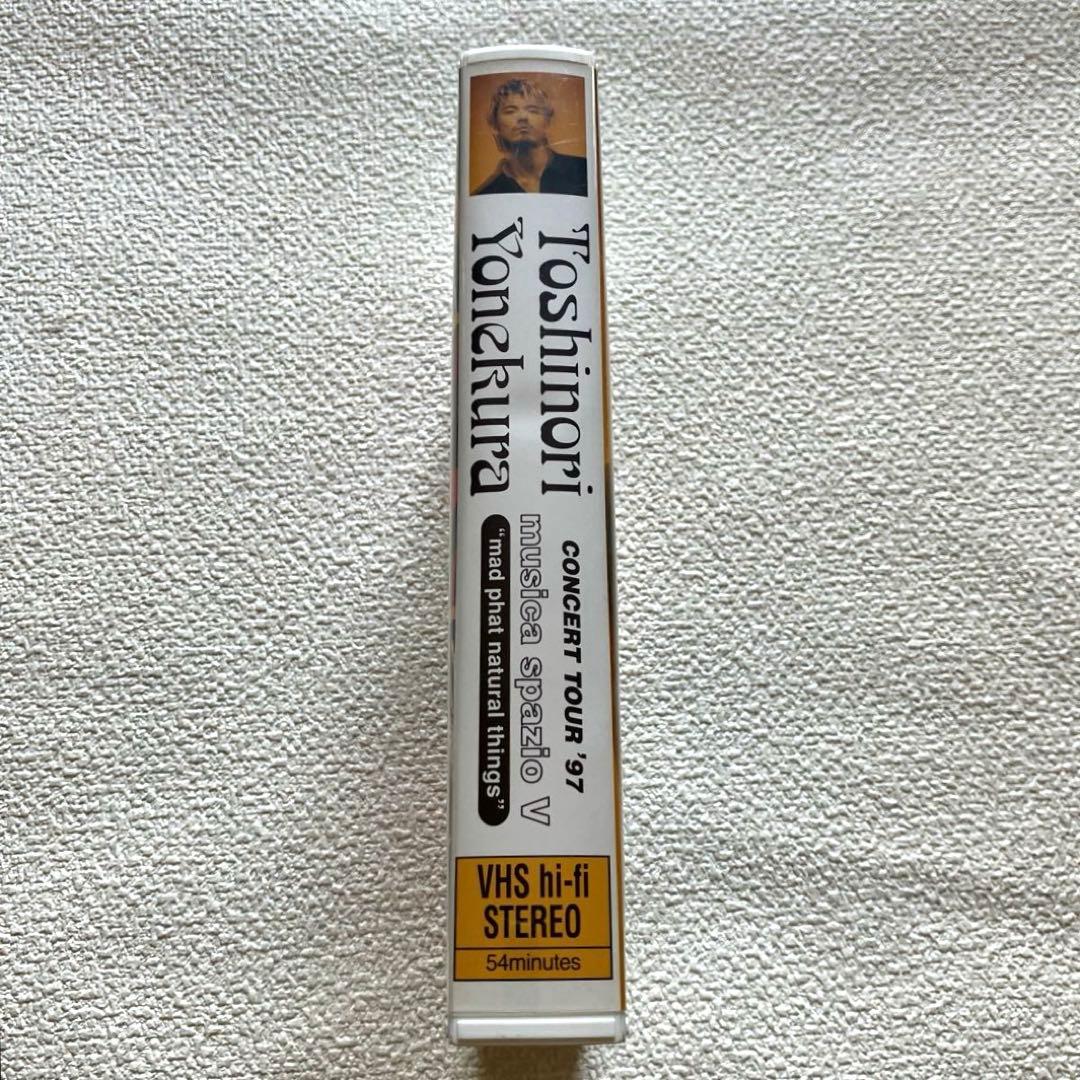 Toshinori
Yonekura
CONCERT TOUR '97
musica spazio V
“mad phat natural things”
VHS hi-fi
STEREO
54minutes